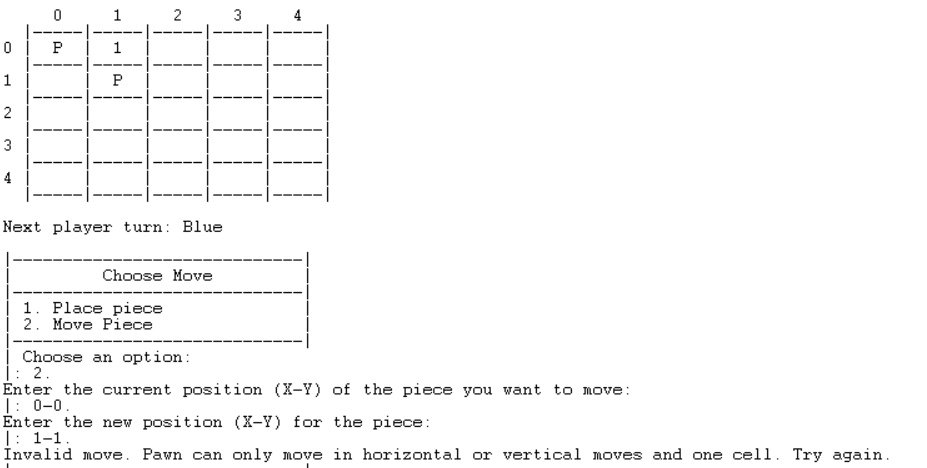 0 1 2 3 4
|-----|-----|-----|-----|-----|
0 | P | 1 | | | |
|-----|-----|-----|-----|-----|
1 | | P | | | |
|-----|-----|-----|-----|-----|
2 | | | | | |
|-----|-----|-----|-----|-----|
3 | | | | | |
|-----|-----|-----|-----|-----|
4 | | | | | |
|-----|-----|-----|-----|-----|
Next player turn: Blue
|-----------------------------|
| Choose Move |
|-----------------------------|
| 1. Place piece |
| 2. Move Piece |
|-----------------------------|
| Choose an option:
|: 2.
Enter the current position (X-Y) of the piece you want to move:
|: 0-0.
Enter the new position (X-Y) for the piece:
|: 1-1.
Invalid move. Pawn can only move in horizontal or vertical moves and one cell. Try again.